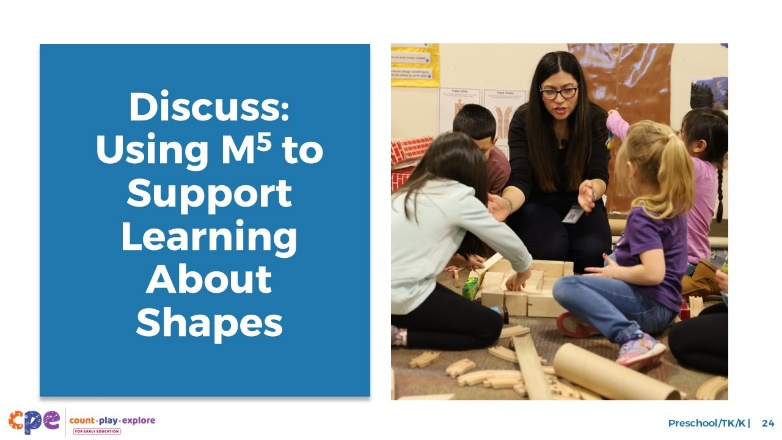 Discuss:
Using M⁵ to
Support
Learning
About
Shapes
cpe
count·play·explore
FOR EARLY EDUCATION
Preschool/TK/K | 24